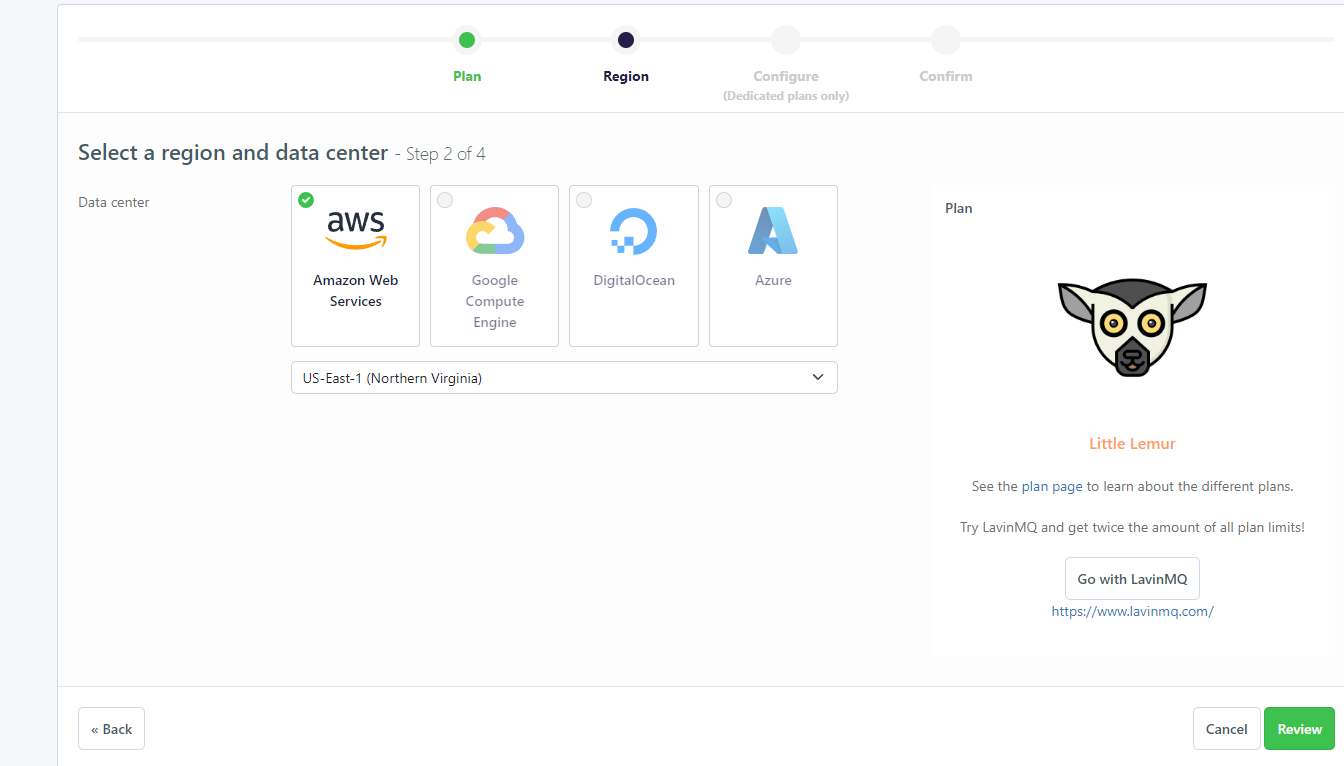 Plan
Region
Configure
(Dedicated plans only)
Confirm
Select a region and data center - Step 2 of 4
Data center
aws
Amazon Web
Services
Google
Compute
Engine
DigitalOcean
Azure
US-East-1 (Northern Virginia)
Plan
Little Lemur
See the plan page to learn about the different plans.
Try LavinMQ and get twice the amount of all plan limits!
Go with LavinMQ
https://www.lavinmq.com/
« Back
Cancel
Review